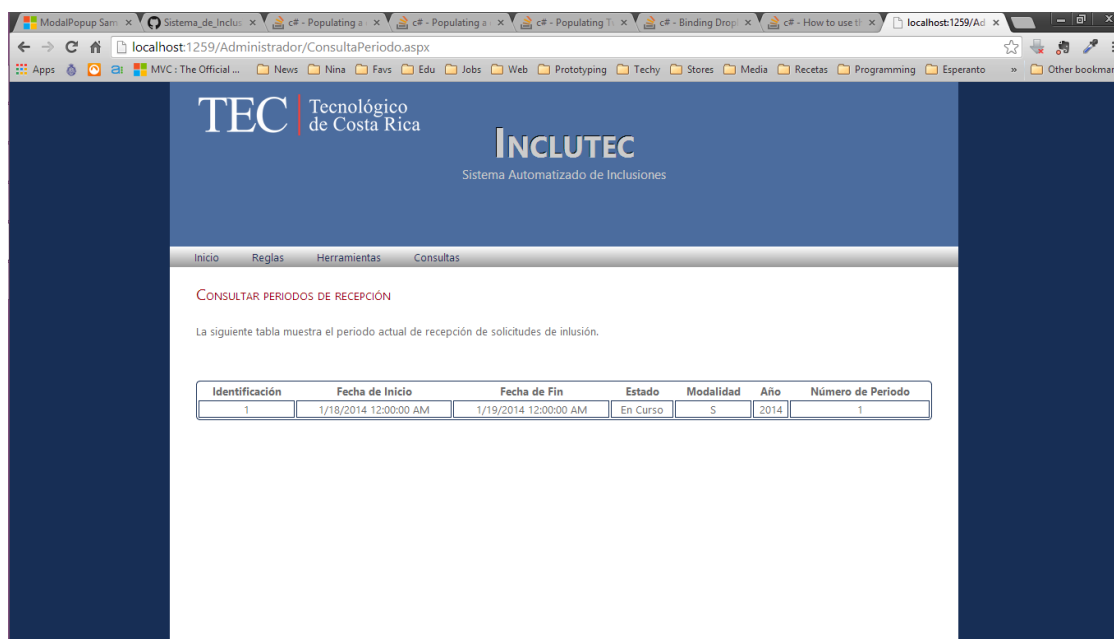 ModalPopup Sam
Sistema_de_Inclus
c# - Populating a
c# - Populating a
c# - Populating T
c# - Binding Drop
c# - How to use th
localhost:1259/Ad
localhost:1259/Administrador/ConsultaPeriodo.aspx
Apps
MVC : The Official ...
News
Nina
Favs
Edu
Jobs
Web
Prototyping
Techy
Stores
Media
Recetas
Programming
Esperanto
»
Other bookmar
TEC
Tecnológico
de Costa Rica
INCLUTEC
Sistema Automatizado de Inclusiones
Inicio Reglas Herramientas Consultas
CONSULTAR PERIODOS DE RECEPCIÓN
La siguiente tabla muestra el periodo actual de recepción de solicitudes de inlusión.
Identificación Fecha de Inicio Fecha de Fin Estado Modalidad Año Número de Periodo
1 1/18/2014 12:00:00 AM 1/19/2014 12:00:00 AM En Curso S 2014 1